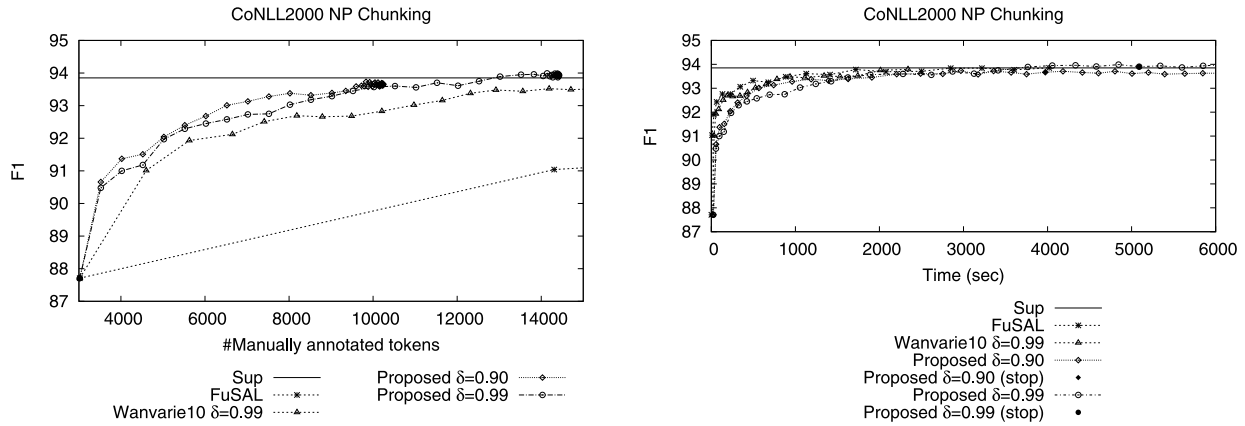 CoNLL2000 NP Chunking
95
94
93
92
91
90
89
88
87
F1
4000 6000 8000 10000 12000 14000
#Manually annotated tokens
Sup
FuSAL
Wanvarie10 δ=0.99
Proposed δ=0.90
Proposed δ=0.99
CoNLL2000 NP Chunking
95
94
93
92
91
90
89
88
87
F1
0 1000 2000 3000 4000 5000 6000
Time (sec)
Sup
FuSAL
Wanvarie10 δ=0.99
Proposed δ=0.90
Proposed δ=0.90 (stop)
Proposed δ=0.99
Proposed δ=0.99 (stop)